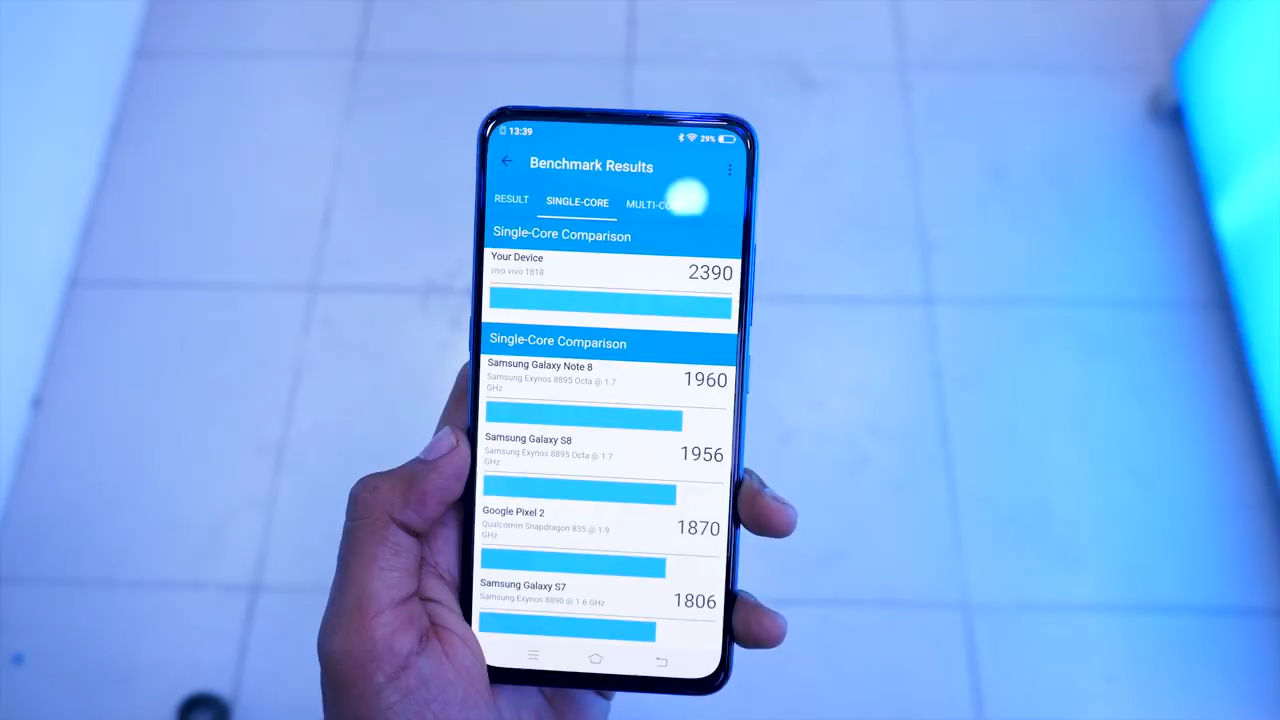 13:39
29%
Benchmark Results
RESULT
SINGLE-CORE
MULTI-CO
Single-Core Comparison
Your Device
2390
vivo vivo 1818
Single-Core Comparison
Samsung Galaxy Note 8
1960
Samsung Exynos 8895 Octa @ 1.7
GHz
Samsung Galaxy S8
1956
Samsung Exynos 8895 Octa @ 1.7
GHz
Google Pixel 2
1870
Qualcomm Snapdragon 835 @ 1.9
GHz
Samsung Galaxy S7
1806
Samsung Exynos 8890 @ 1.6 GHz